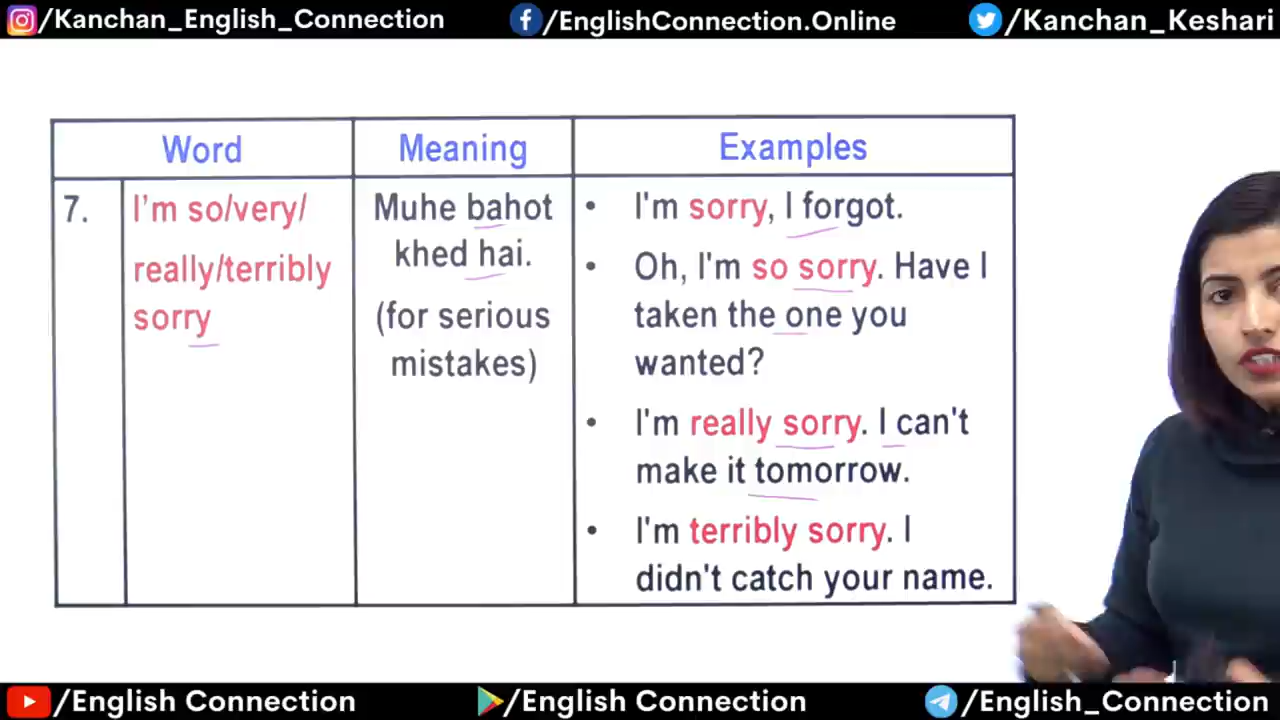 /Kanchan_English_Connection /EnglishConnection.Online /Kanchan_Keshari
Word Meaning Examples
7. I'm so/very/
really/terribly
sorry
Muhe bahot
khed hai.
(for serious
mistakes)
• I'm sorry, I forgot.
• Oh, I'm so sorry. Have I
taken the one you
wanted?
• I'm really sorry. I can't
make it tomorrow.
• I'm terribly sorry. I
didn't catch your name.
/English Connection /English Connection /English_Connection